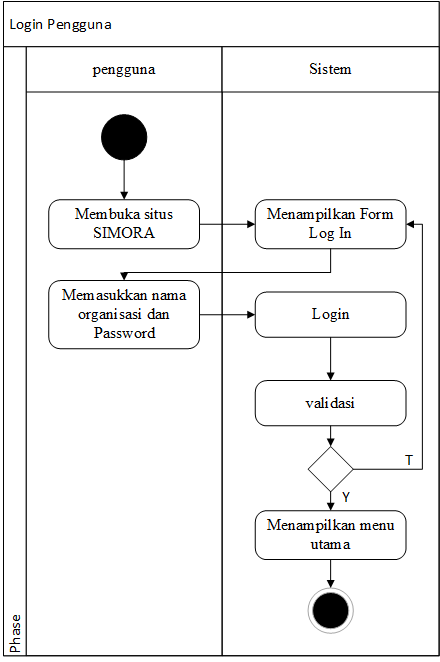 Login Pengguna
pengguna
Sistem
Membuka situs
SIMORA
Menampilkan Form
Log In
Memasukkan nama
organisasi dan
Password
Login
validasi
T
Y
Menampilkan menu
utama
Phase